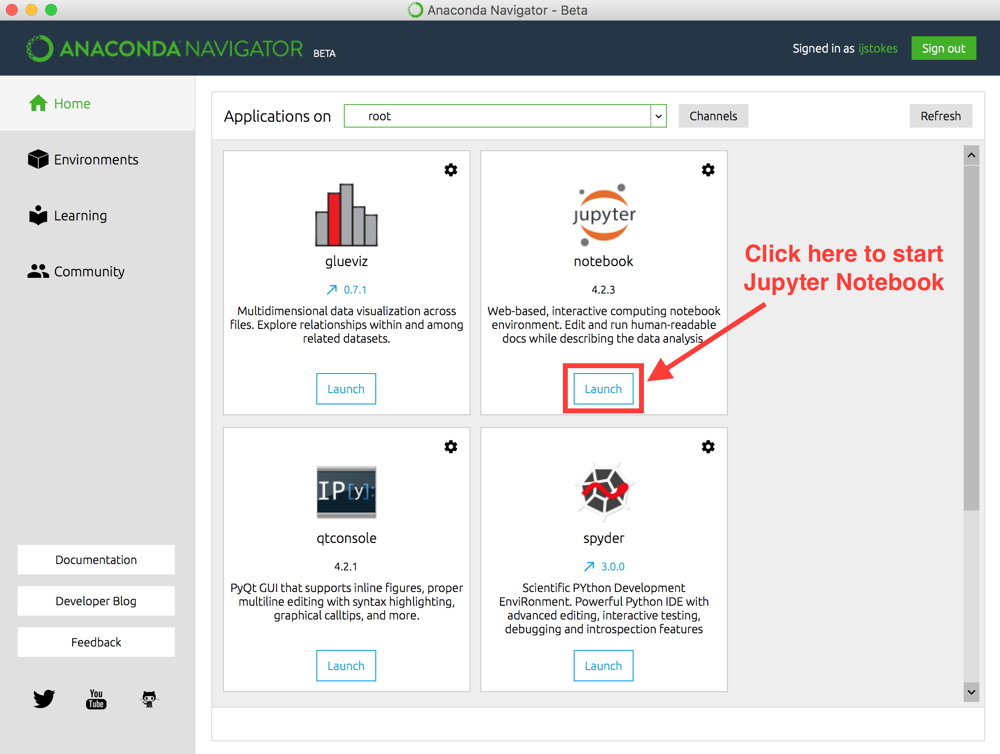 Anaconda Navigator - Beta
ANACONDA NAVIGATOR BETA
Signed in as ijstokes
Sign out
Home
Environments
Learning
Community
Documentation
Developer Blog
Feedback
You
Tube
Applications on
root
Channels
Refresh
glueviz
0.7.1
Multidimensional data visualization across
files. Explore relationships within and among
related datasets.
Launch
jupyter
notebook
4.2.3
Web-based, interactive computing notebook
environment. Edit and run human-readable
docs while describing the data analysis.
Launch
Click here to start
Jupyter Notebook
IP[y]:
qtconsole
4.2.1
PyQt GUI that supports inline figures, proper
multiline editing with syntax highlighting,
graphical calltips, and more.
Launch
spyder
3.0.0
Scientific PYthon Development
EnviRonment. Powerful Python IDE with
advanced editing, interactive testing,
debugging and introspection features
Launch